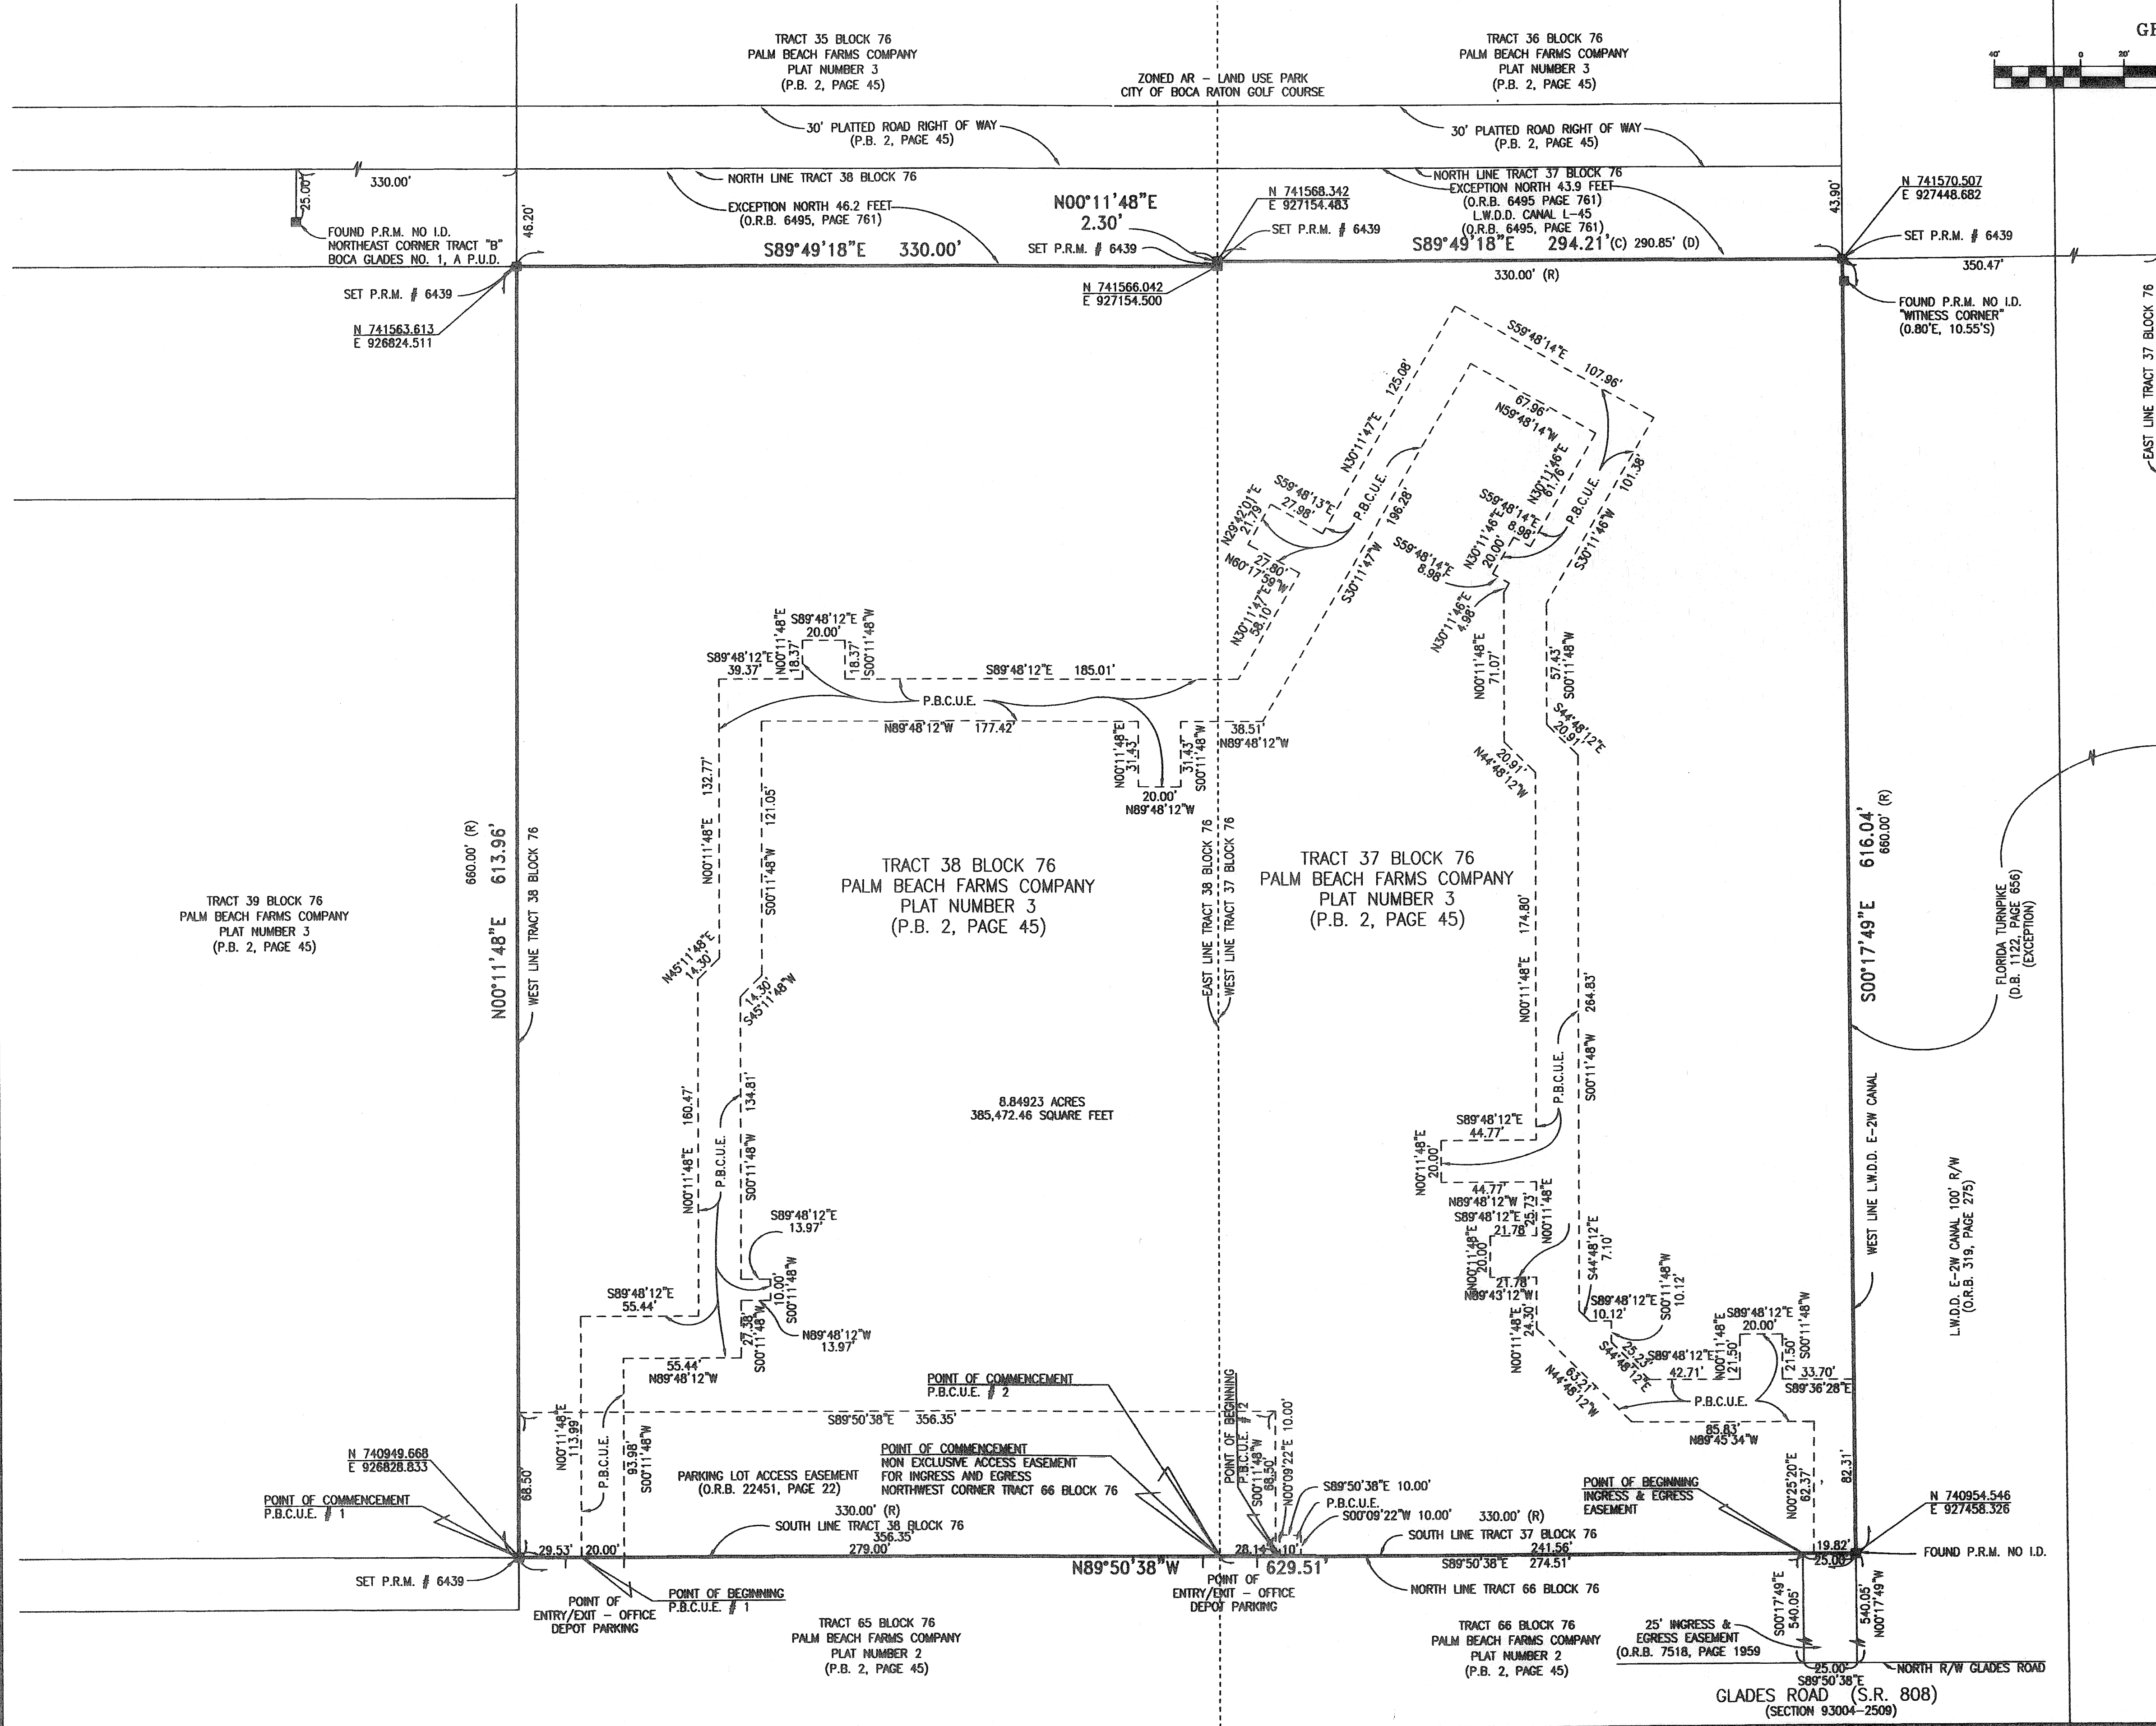 GR
40'
0
20'
TRACT 35 BLOCK 76
PALM BEACH FARMS COMPANY
PLAT NUMBER 3
(P.B. 2, PAGE 45)
TRACT 36 BLOCK 76
PALM BEACH FARMS COMPANY
PLAT NUMBER 3
(P.B. 2, PAGE 45)
ZONED AR – LAND USE PARK
CITY OF BOCA RATON GOLF COURSE
30' PLATTED ROAD RIGHT OF WAY
(P.B. 2, PAGE 45)
30' PLATTED ROAD RIGHT OF WAY
(P.B. 2, PAGE 45)
25.00'
330.00'
NORTH LINE TRACT 38 BLOCK 76
EXCEPTION NORTH 46.2 FEET
(O.R.B. 6495, PAGE 761)
46.20'
FOUND P.R.M. NO I.D.
NORTHEAST CORNER TRACT "B"
BOCA GLADES NO. 1, A P.U.D.
N00°11'48"E
2.30'
N 741568.342
E 927154.483
SET P.R.M. # 6439
SET P.R.M. # 6439
NORTH LINE TRACT 37 BLOCK 76
EXCEPTION NORTH 43.9 FEET
(O.R.B. 6495 PAGE 761)
L.W.D.D. CANAL L-45
(O.R.B. 6495, PAGE 761)
43.90'
N 741570.507
E 927448.682
SET P.R.M. # 6439
S89°49'18"E 330.00'
S89°49'18"E 294.21'(C) 290.85' (D)
330.00' (R)
350.47'
SET P.R.M. # 6439
N 741563.613
E 926824.511
N 741566.042
E 927154.500
FOUND P.R.M. NO I.D.
"WITNESS CORNER"
(0.80'E, 10.55'S)
EAST LINE TRACT 37 BLOCK 76
S59°48'14"E
107.96'
N30°11'47"E
125.08'
67.96'
N59°48'14"W
N30°11'46"E
61.76'
S30°11'46"W
101.38'
P.B.C.U.E.
P.B.C.U.E.
S59°48'13"E
27.98'
N29°42'01"E
21.79'
27.80'
N60°17'59"W
N30°11'47"E
58.10'
S30°11'47"W
196.28'
S59°48'14"E
8.98'
N30°11'46"E
20.00'
S59°48'14"E
8.98'
N30°11'46"E
4.98'
N00°11'48"E
71.07'
57.43'
S00°11'48"W
S44°48'12"E
20.91'
20.91'
N44°48'12"W
S89°48'12"E
39.37'
N00°11'48"E
18.37'
S89°48'12"E
20.00'
18.37'
S00°11'48"W
S89°48'12"E 185.01'
P.B.C.U.E.
N89°48'12"W 177.42'
N00°11'48"E
31.43'
20.00'
N89°48'12"W
31.43'
S00°11'48"W
38.51'
N89°48'12"W
N00°11'48"E 132.77'
S00°11'48"W 121.05'
N45°11'48"E
14.30'
14.30'
S45°11'48"W
660.00' (R)
N00°11'48"E 613.96'
WEST LINE TRACT 38 BLOCK 76
TRACT 39 BLOCK 76
PALM BEACH FARMS COMPANY
PLAT NUMBER 3
(P.B. 2, PAGE 45)
TRACT 38 BLOCK 76
PALM BEACH FARMS COMPANY
PLAT NUMBER 3
(P.B. 2, PAGE 45)
EAST LINE TRACT 38 BLOCK 76
WEST LINE TRACT 37 BLOCK 76
TRACT 37 BLOCK 76
PALM BEACH FARMS COMPANY
PLAT NUMBER 3
(P.B. 2, PAGE 45)
N00°11'48"E 174.80'
S00°11'48"W 264.83'
P.B.C.U.E.
S00°17'49"E 616.04'
660.00' (R)
FLORIDA TURNPIKE
(D.B. 1122, PAGE 656)
(EXCEPTION)
WEST LINE L.W.D.D. E-2W CANAL
L.W.D.D. E-2W CANAL 100' R/W
(O.R.B. 319, PAGE 275)
8.84923 ACRES
385,472.46 SQUARE FEET
N00°11'48"E 160.47'
P.B.C.U.E.
S00°11'48"W 134.81'
S89°48'12"E
13.97'
10.00'
S00°11'48"W
N89°48'12"W
13.97'
27.38'
S00°11'48"W
S89°48'12"E
55.44'
55.44'
N89°48'12"W
S89°48'12"E
44.77'
N00°11'48"E
20.00'
44.77'
N89°48'12"W
25.73'
N00°11'48"E
S89°48'12"E
21.78'
N00°11'48"E
20.00'
21.78'
N89°43'12"W
N00°11'48"E
24.30'
S44°48'12"E
7.10'
S89°48'12"E
10.12'
S00°11'48"W
10.12'
25.23'
S44°48'12"E
63.21'
N44°48'12"W
S89°48'12"E
42.71'
N00°11'48"E
21.50'
S89°48'12"E
20.00'
21.50'
S00°11'48"W
33.70'
S89°36'28"E
P.B.C.U.E.
85.83'
N89°45'34"W
N00°25'20"E
62.37'
82.31'
POINT OF COMMENCEMENT
P.B.C.U.E. # 2
S89°50'38"E 356.35'
N00°11'48"E
113.99'
P.B.C.U.E.
93.98'
S00°11'48"W
68.50'
PARKING LOT ACCESS EASEMENT
(O.R.B. 22451, PAGE 22)
POINT OF COMMENCEMENT
NON EXCLUSIVE ACCESS EASEMENT
FOR INGRESS AND EGRESS
NORTHWEST CORNER TRACT 66 BLOCK 76
POINT OF BEGINNING
P.B.C.U.E. # 2
S00°11'48"W
68.50'
N00°09'22"E 10.00'
S89°50'38"E 10.00'
P.B.C.U.E.
S00°09'22"W 10.00'
N 740949.668
E 926828.833
POINT OF COMMENCEMENT
P.B.C.U.E. # 1
POINT OF BEGINNING
INGRESS & EGRESS
EASEMENT
N 740954.546
E 927458.326
330.00' (R)
SOUTH LINE TRACT 38 BLOCK 76
356.35'
279.00'
29.53'
20.00'
330.00' (R)
SOUTH LINE TRACT 37 BLOCK 76
241.56'
S89°50'38"E 274.51'
28.14'
10'
19.82'
25.00'
FOUND P.R.M. NO I.D.
N89°50'38"W 629.51'
SET P.R.M. # 6439
POINT OF
ENTRY/EXIT – OFFICE
DEPOT PARKING
POINT OF BEGINNING
P.B.C.U.E. # 1
POINT OF
ENTRY/EXIT – OFFICE
DEPOT PARKING
NORTH LINE TRACT 66 BLOCK 76
TRACT 65 BLOCK 76
PALM BEACH FARMS COMPANY
PLAT NUMBER 2
(P.B. 2, PAGE 45)
TRACT 66 BLOCK 76
PALM BEACH FARMS COMPANY
PLAT NUMBER 2
(P.B. 2, PAGE 45)
25' INGRESS &
EGRESS EASEMENT
(O.R.B. 7518, PAGE 1959
S00°17'49"E
540.05'
540.05'
N00°17'49"W
25.00'
S89°50'38"E
NORTH R/W GLADES ROAD
GLADES ROAD (S.R. 808)
(SECTION 93004-2509)